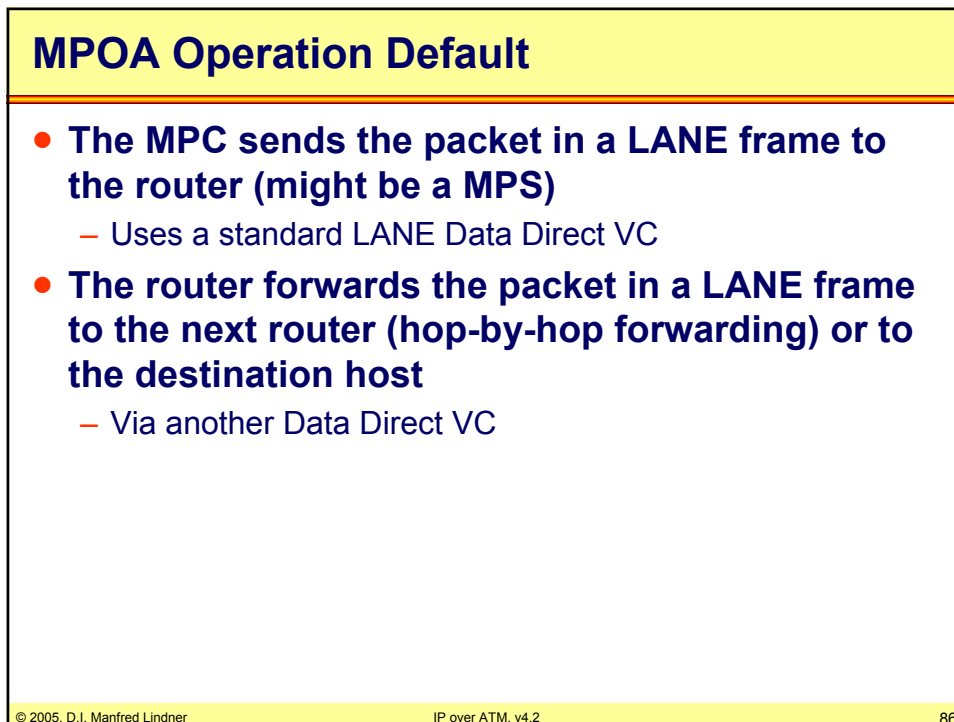 MPOA Operation Default
• The MPC sends the packet in a LANE frame to
the router (might be a MPS)
– Uses a standard LANE Data Direct VC
• The router forwards the packet in a LANE frame
to the next router (hop-by-hop forwarding) or to
the destination host
– Via another Data Direct VC
© 2005, D.I. Manfred Lindner IP over ATM, v4.2 86